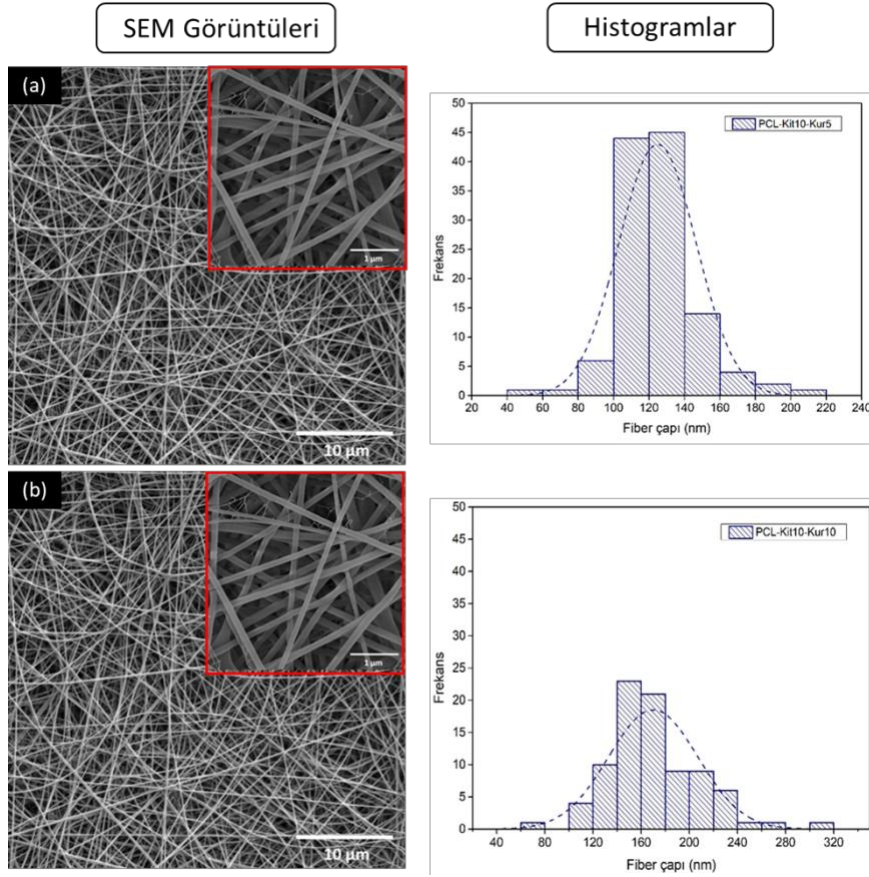 SEM Görüntüleri
Histogramlar
(a)
1 µm
10 µm
50
45
40
35
30
25
20
15
10
5
0
Frekans
PCL-Kit10-Kur5
20 40 60 80 100 120 140 160 180 200 220 240
Fiber çapı (nm)
(b)
1 µm
10 µm
50
45
40
35
30
25
20
15
10
5
0
Frekans
PCL-Kit10-Kur10
40 80 120 160 200 240 280 320
Fiber çapı (nm)